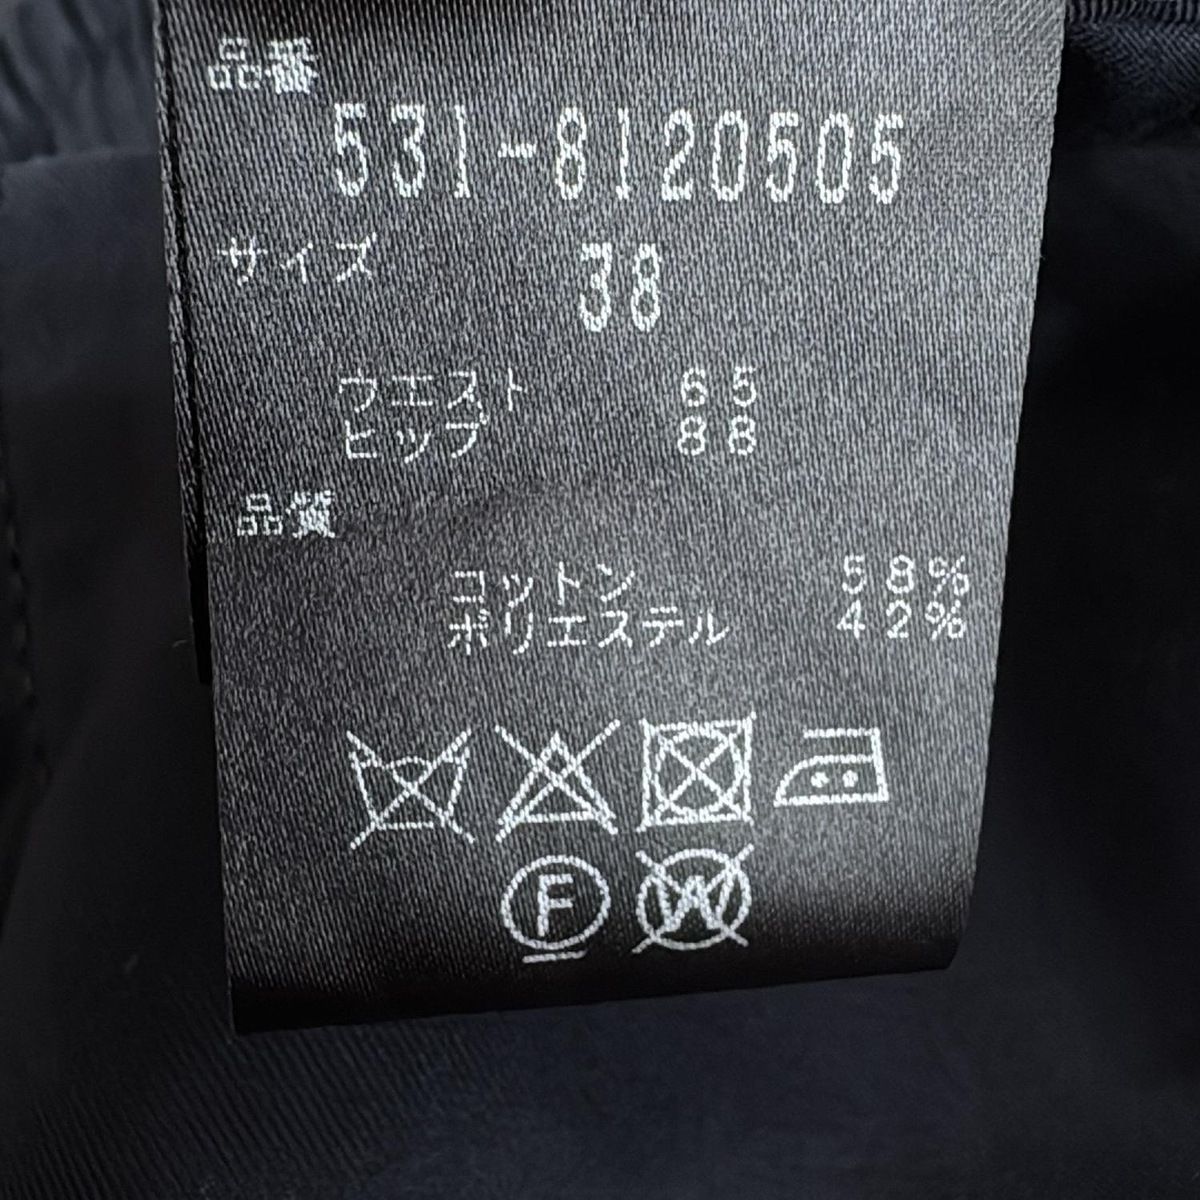 品番
531-8120505
サイズ 38
ウエスト 65
ヒップ 88
品質
コットン 58%
ポリエステル 42%
F W